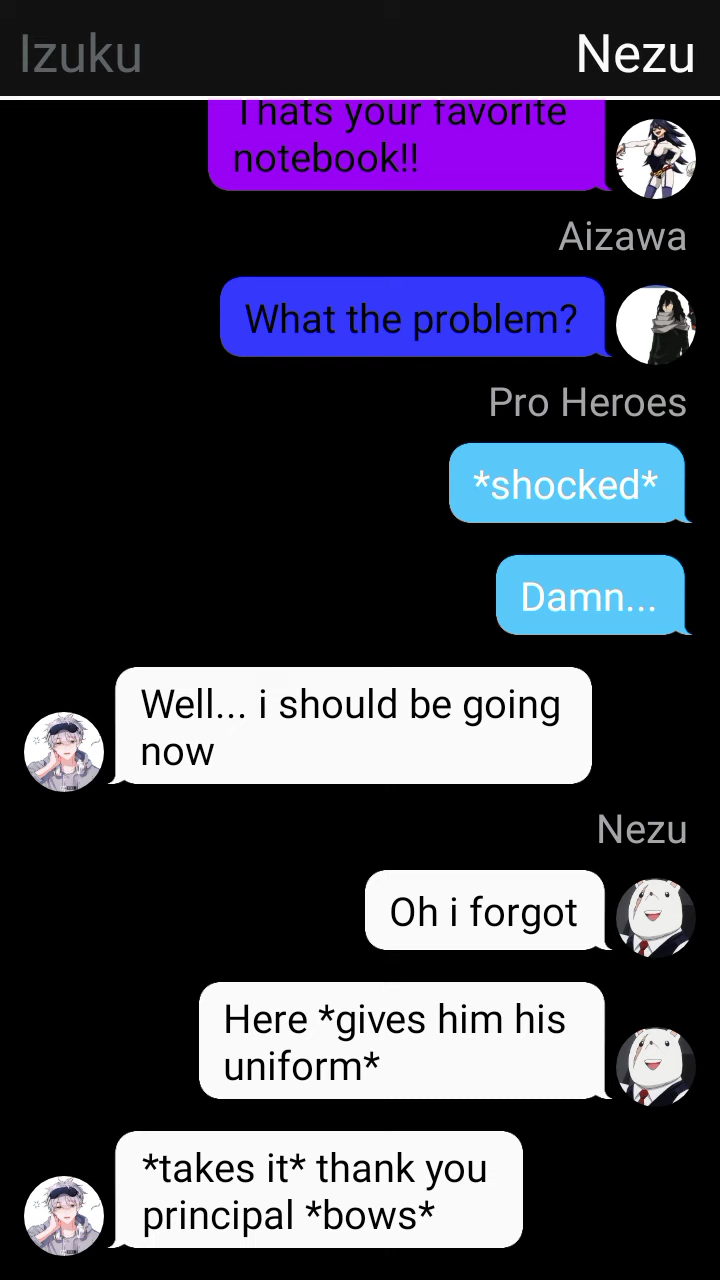 Izuku
Nezu
Thats your favorite
notebook!!
Aizawa
What the problem?
Pro Heroes
*shocked*
Damn...
Well... i should be going
now
Nezu
Oh i forgot
Here *gives him his
uniform*
*takes it* thank you
principal *bows*